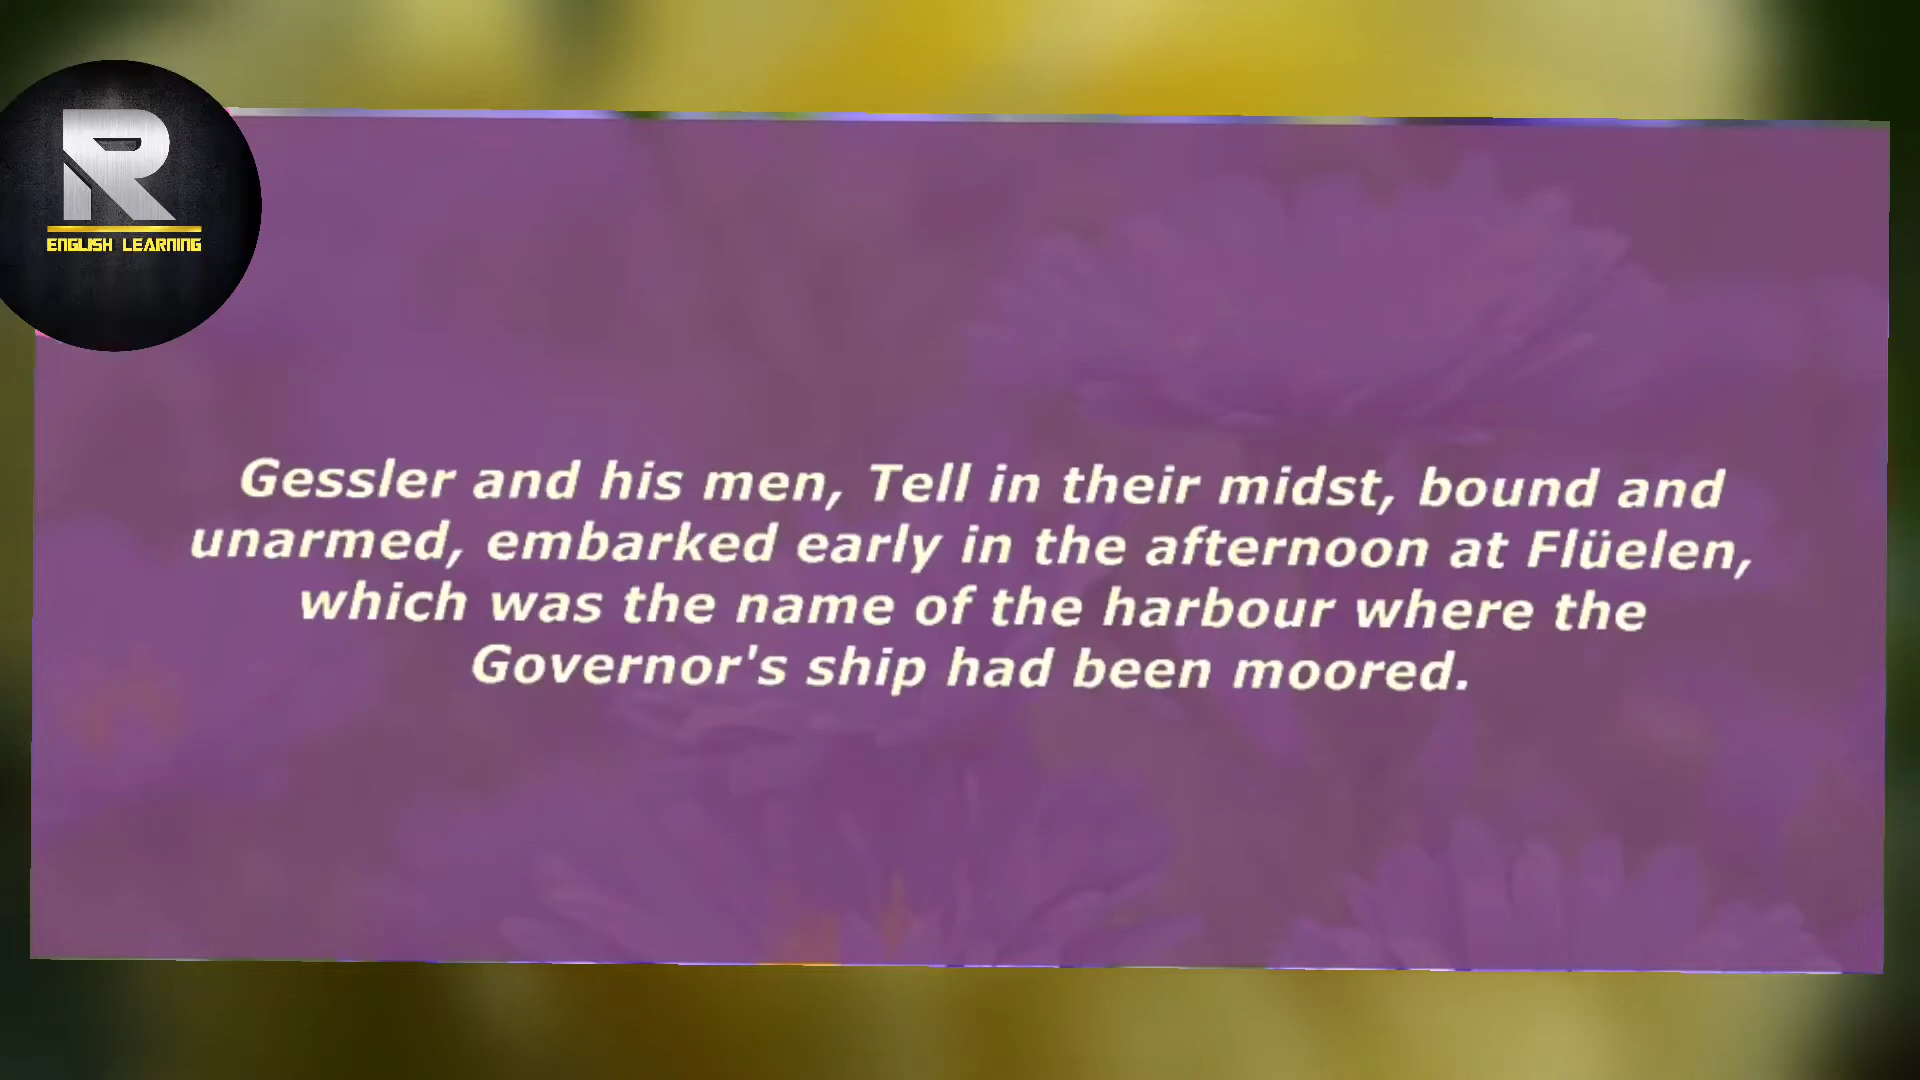 R
ENGLISH LEARNING
Gessler and his men, Tell in their midst, bound and
unarmed, embarked early in the afternoon at Flüelen,
which was the name of the harbour where the
Governor's ship had been moored.